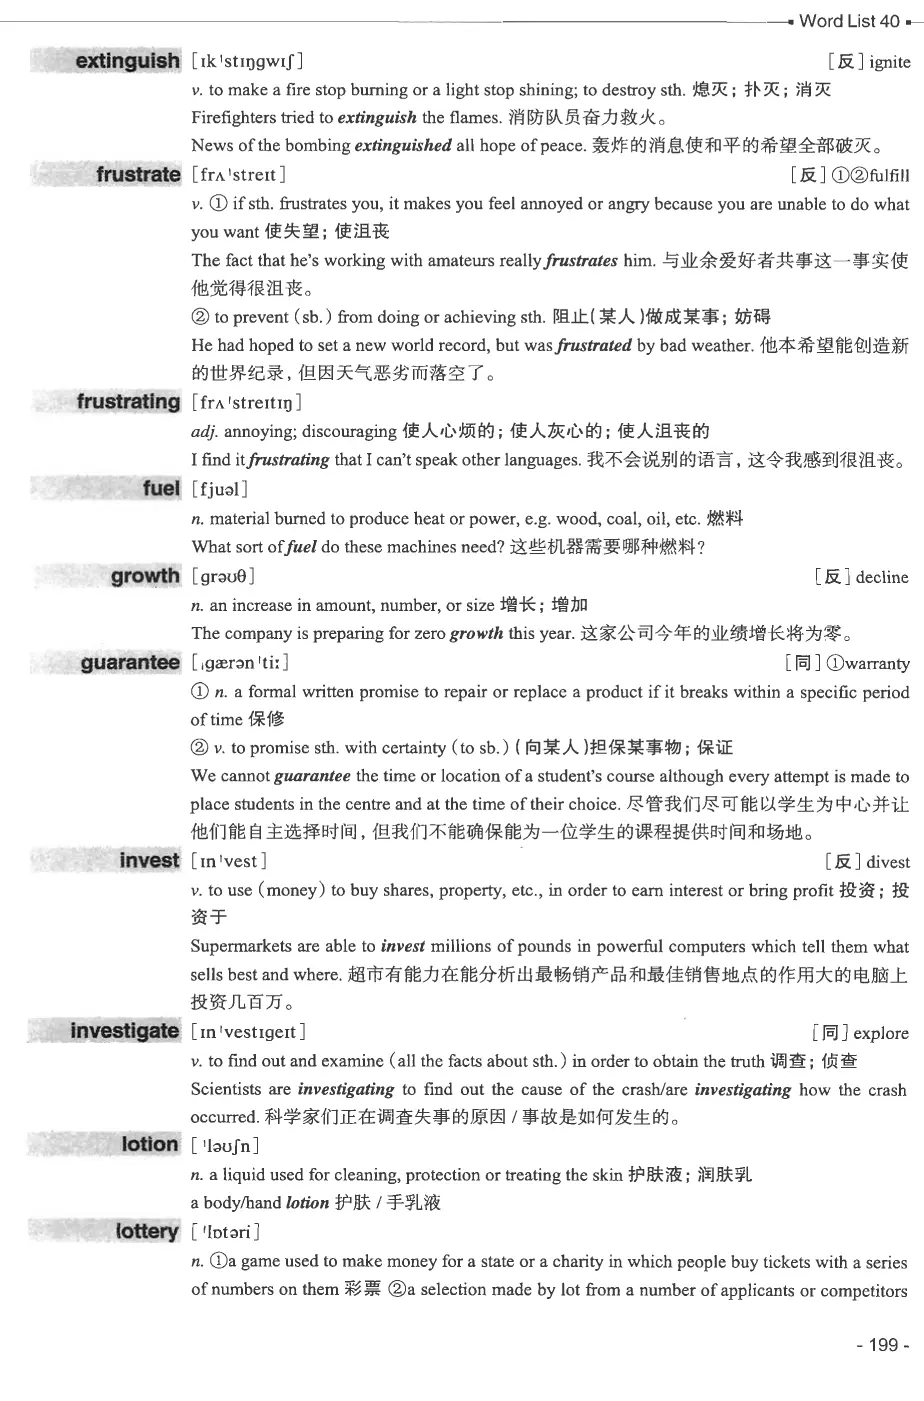 Word List 40
extinguish [ɪkˈstɪŋgwɪʃ] [反] ignite
v. to make a fire stop burning or a light stop shining; to destroy sth. 熄灭；扑灭；消灭
Firefighters tried to extinguish the flames. 消防队员奋力救火。
News of the bombing extinguished all hope of peace. 轰炸的消息使和平的希望全部破灭。
frustrate [frʌˈstreɪt] [反] ①②fulfill
v. ① if sth. frustrates you, it makes you feel annoyed or angry because you are unable to do what
you want 使失望；使沮丧
The fact that he's working with amateurs really frustrates him. 与业余爱好者共事这一事实使
他觉得很沮丧。
② to prevent (sb.) from doing or achieving sth. 阻止(某人)做成某事；妨碍
He had hoped to set a new world record, but was frustrated by bad weather. 他本希望能创造新
的世界纪录，但因天气恶劣而落空了。
frustrating [frʌˈstreɪtɪŋ]
adj. annoying; discouraging 使人心烦的；使人灰心的；使人沮丧的
I find it frustrating that I can't speak other languages. 我不会说别的语言，这令我感到很沮丧。
fuel [fjuəl]
n. material burned to produce heat or power, e.g. wood, coal, oil, etc. 燃料
What sort of fuel do these machines need? 这些机器需要哪种燃料？
growth [grəʊθ] [反] decline
n. an increase in amount, number, or size 增长；增加
The company is preparing for zero growth this year. 这家公司今年的业绩增长将为零。
guarantee [ˌgærənˈtiː] [同] ①warranty
① n. a formal written promise to repair or replace a product if it breaks within a specific period
of time 保修
② v. to promise sth. with certainty (to sb.) (向某人)担保某事物；保证
We cannot guarantee the time or location of a student's course although every attempt is made to
place students in the centre and at the time of their choice. 尽管我们尽可能以学生为中心并让
他们能自主选择时间，但我们不能确保能为一位学生的课程提供时间和场地。
invest [ɪnˈvest] [反] divest
v. to use (money) to buy shares, property, etc., in order to earn interest or bring profit 投资；投
资于
Supermarkets are able to invest millions of pounds in powerful computers which tell them what
sells best and where. 超市有能力在能分析出最畅销产品和最佳销售地点的作用大的电脑上
投资几百万。
investigate [ɪnˈvestɪgeɪt] [同] explore
v. to find out and examine (all the facts about sth.) in order to obtain the truth 调查；侦查
Scientists are investigating to find out the cause of the crash/are investigating how the crash
occurred. 科学家们正在调查失事的原因 / 事故是如何发生的。
lotion [ˈləʊʃn]
n. a liquid used for cleaning, protection or treating the skin 护肤液；润肤乳
a body/hand lotion 护肤 / 手乳液
lottery [ˈlɒtəri]
n. ①a game used to make money for a state or a charity in which people buy tickets with a series
of numbers on them 彩票 ②a selection made by lot from a number of applicants or competitors
- 199 -